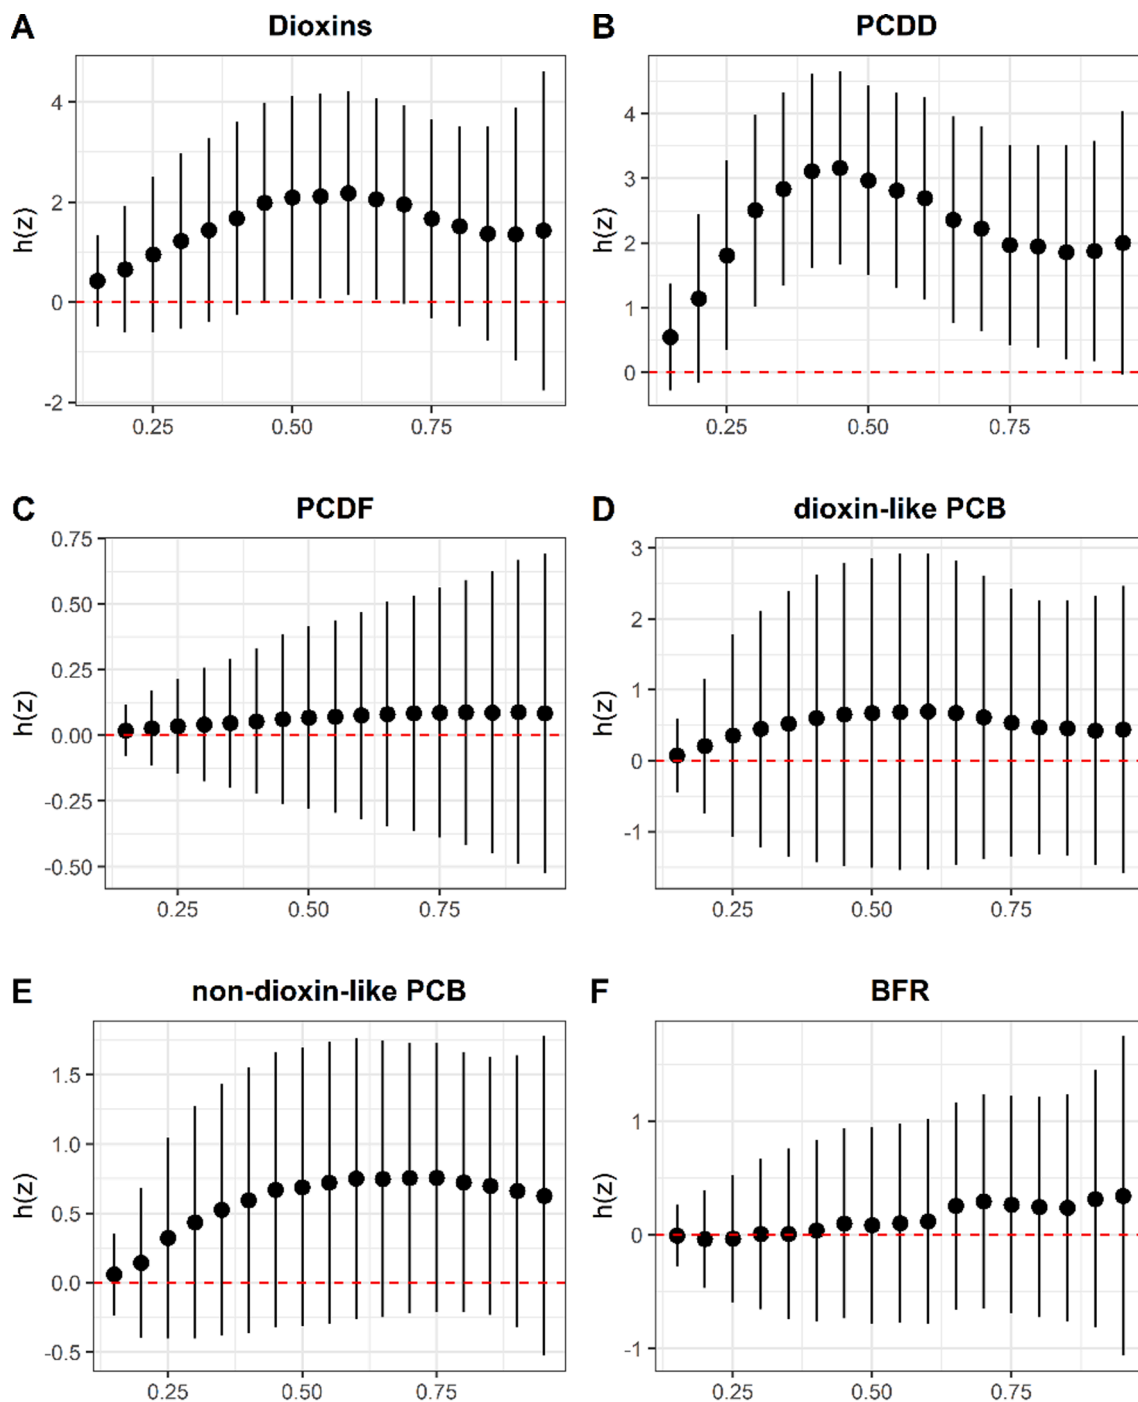 A Dioxins
h(z)
4
2
0
-2
0.25 0.50 0.75
B PCDD
h(z)
4
3
2
1
0
0.25 0.50 0.75
C PCDF
h(z)
0.75
0.50
0.25
0.00
-0.25
-0.50
0.25 0.50 0.75
D dioxin-like PCB
h(z)
3
2
1
0
-1
0.25 0.50 0.75
E non-dioxin-like PCB
h(z)
1.5
1.0
0.5
0.0
-0.5
0.25 0.50 0.75
F BFR
h(z)
1
0
-1
0.25 0.50 0.75